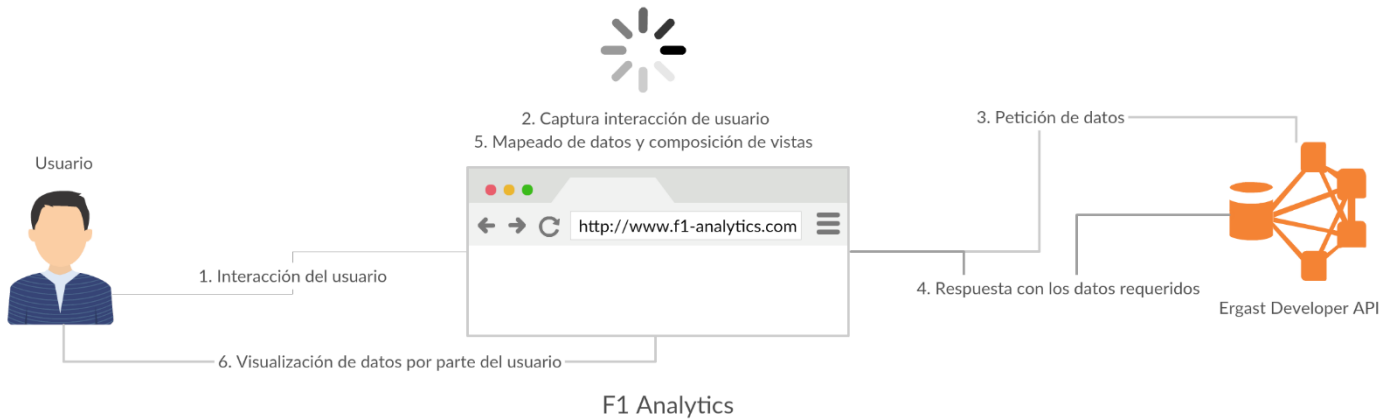 2. Captura interacción de usuario
5. Mapeado de datos y composición de vistas
3. Petición de datos
Usuario
http://www.f1-analytics.com
1. Interacción del usuario
4. Respuesta con los datos requeridos
Ergast Developer API
6. Visualización de datos por parte del usuario
F1 Analytics